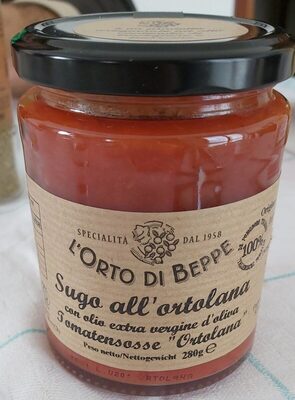 SPECIALITÀ DAL 1958
L'ORTO DI BEPPE
100%
Sugo all'ortolana
con olio extra vergine d'oliva
Tomatensosse "Ortolana"
Peso netto/Nettogewicht 280g e
ORTOLANA